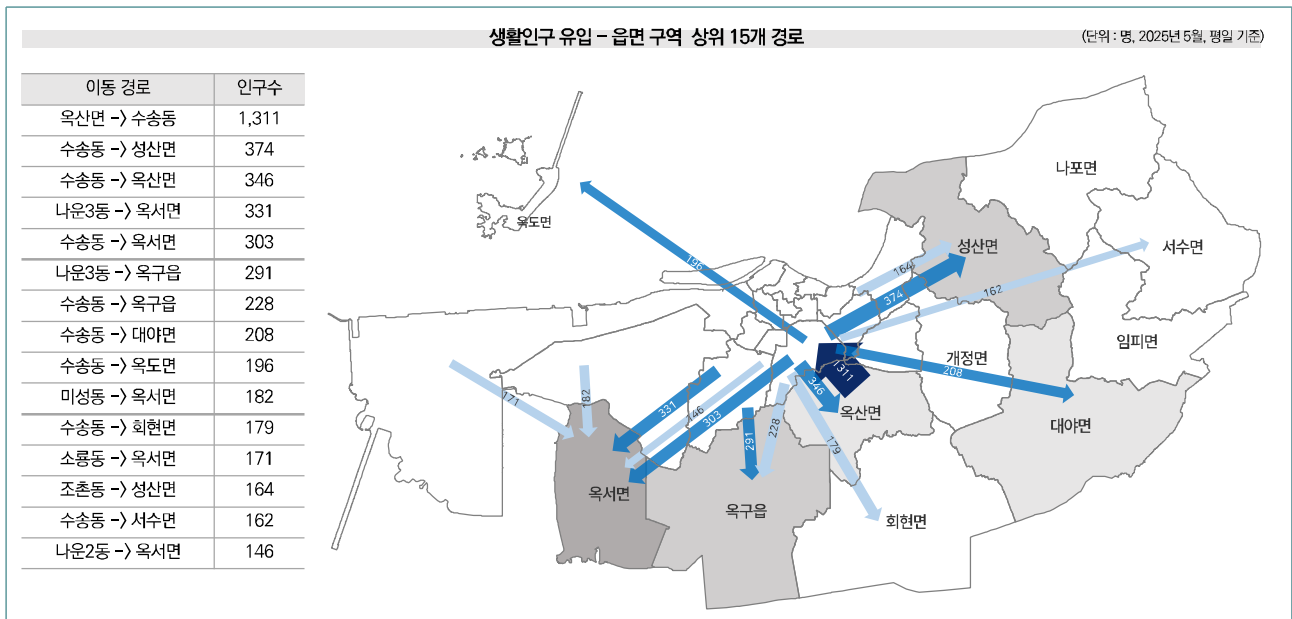 생활인구 유입 - 읍면 구역 상위 15개 경로
(단위 : 명, 2025년 5월, 평일 기준)
이동 경로 인구수
옥산면 -> 수송동 1,311
수송동 -> 성산면 374
수송동 -> 옥산면 346
나운3동 -> 옥서면 331
수송동 -> 옥서면 303
나운3동 -> 옥구읍 291
수송동 -> 옥구읍 228
수송동 -> 대야면 208
수송동 -> 옥도면 196
미성동 -> 옥서면 182
수송동 -> 회현면 179
소룡동 -> 옥서면 171
조촌동 -> 성산면 164
수송동 -> 서수면 162
나운2동 -> 옥서면 146
나포면
옥도면
성산면
서수면
196
164
374
162
임피면
개정면
1311
208
346
182
171
331
146
303
291
228
179
옥산면
대야면
옥서면
옥구읍
회현면